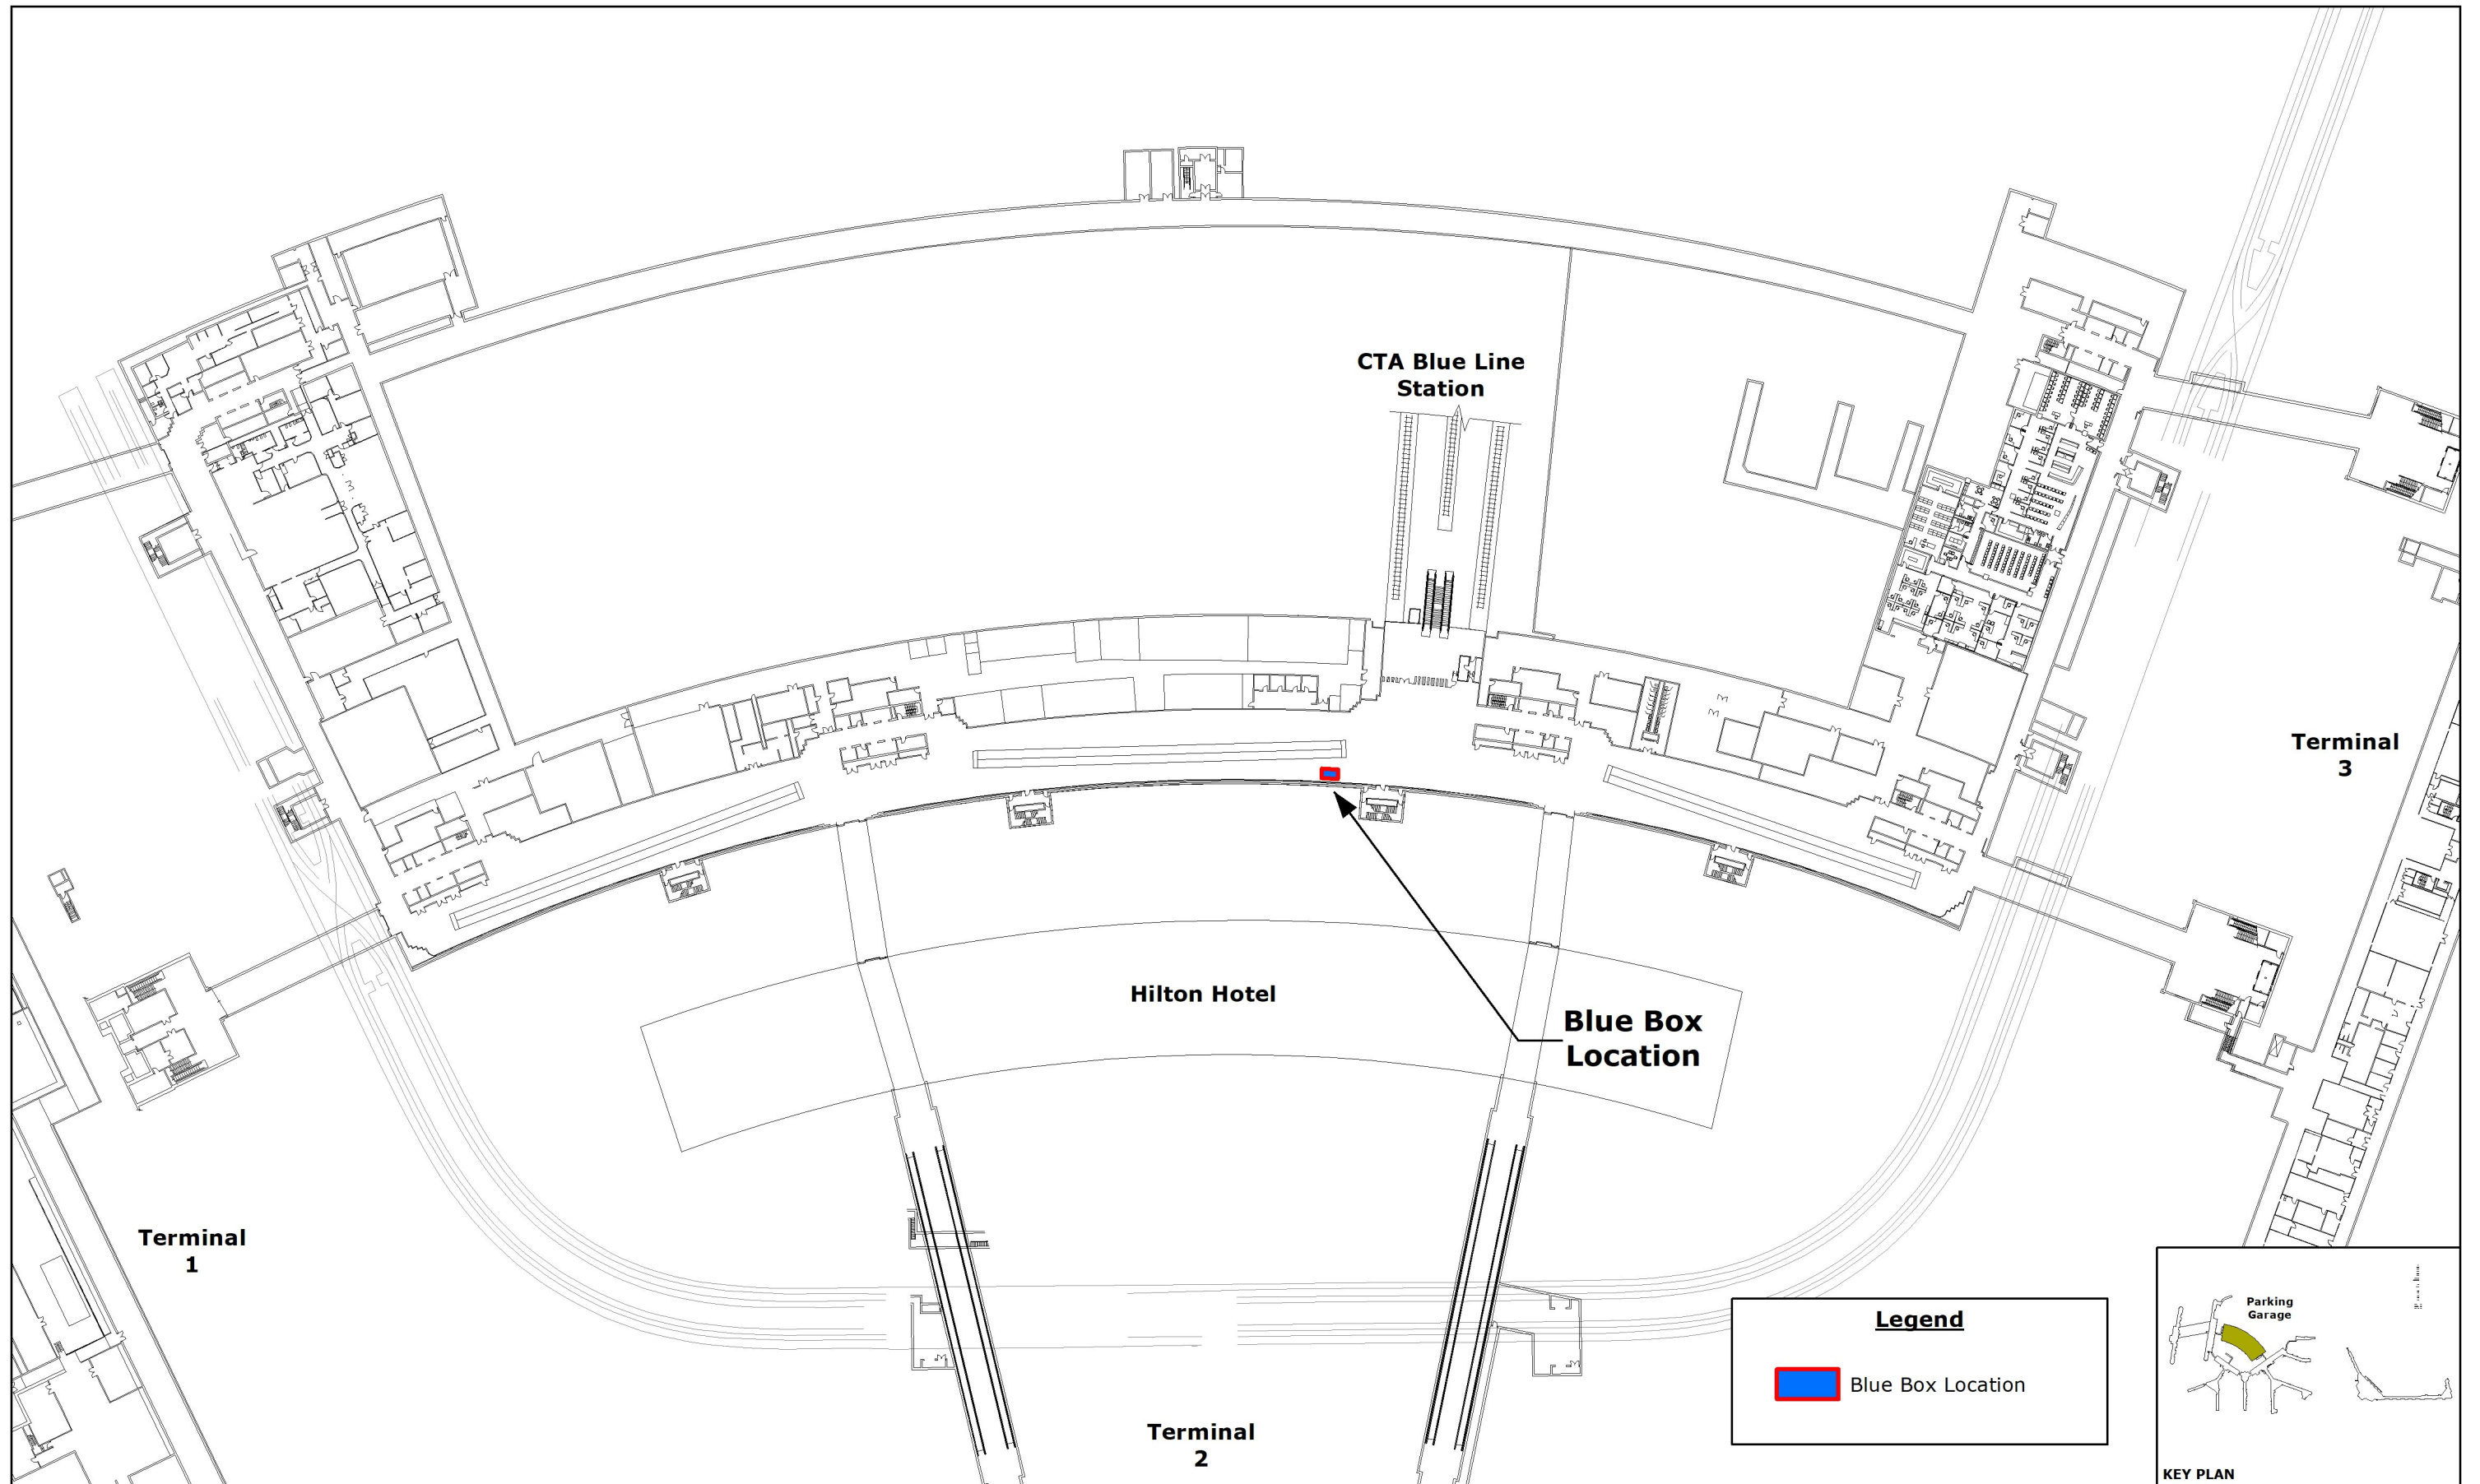 CTA Blue Line
Station
Terminal
3
Hilton Hotel
Blue Box
Location
Terminal
1
Terminal
2
Legend
Blue Box Location
Parking
Garage
KEY PLAN